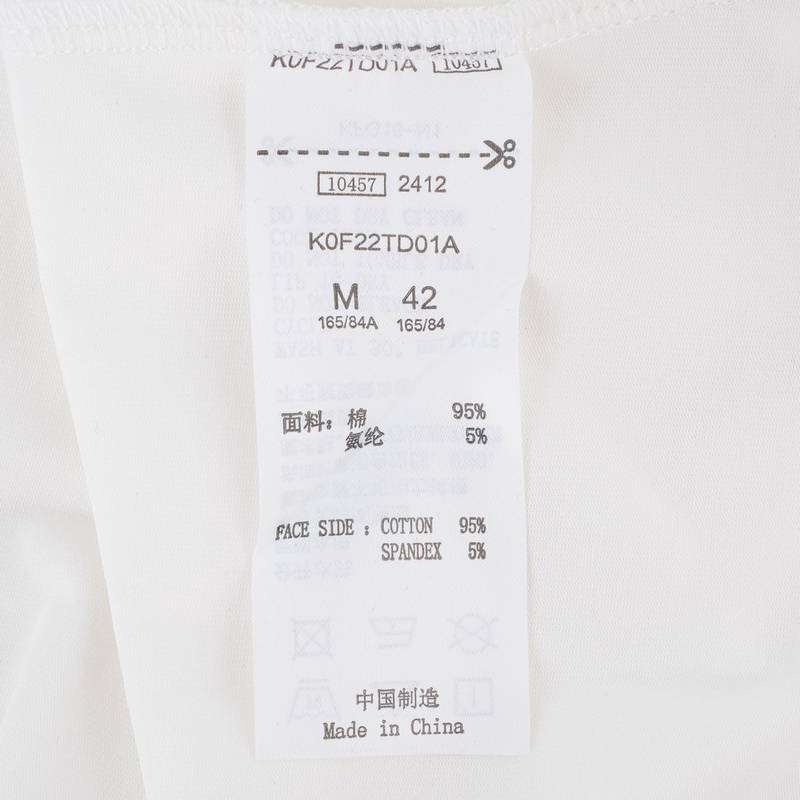 K0F22TD01A 10457
10457 2412
K0F22TD01A
M 42
165/84A 165/84
面料：棉 95%
氨纶 5%
FACE SIDE : COTTON 95%
SPANDEX 5%
中国制造
Made in China